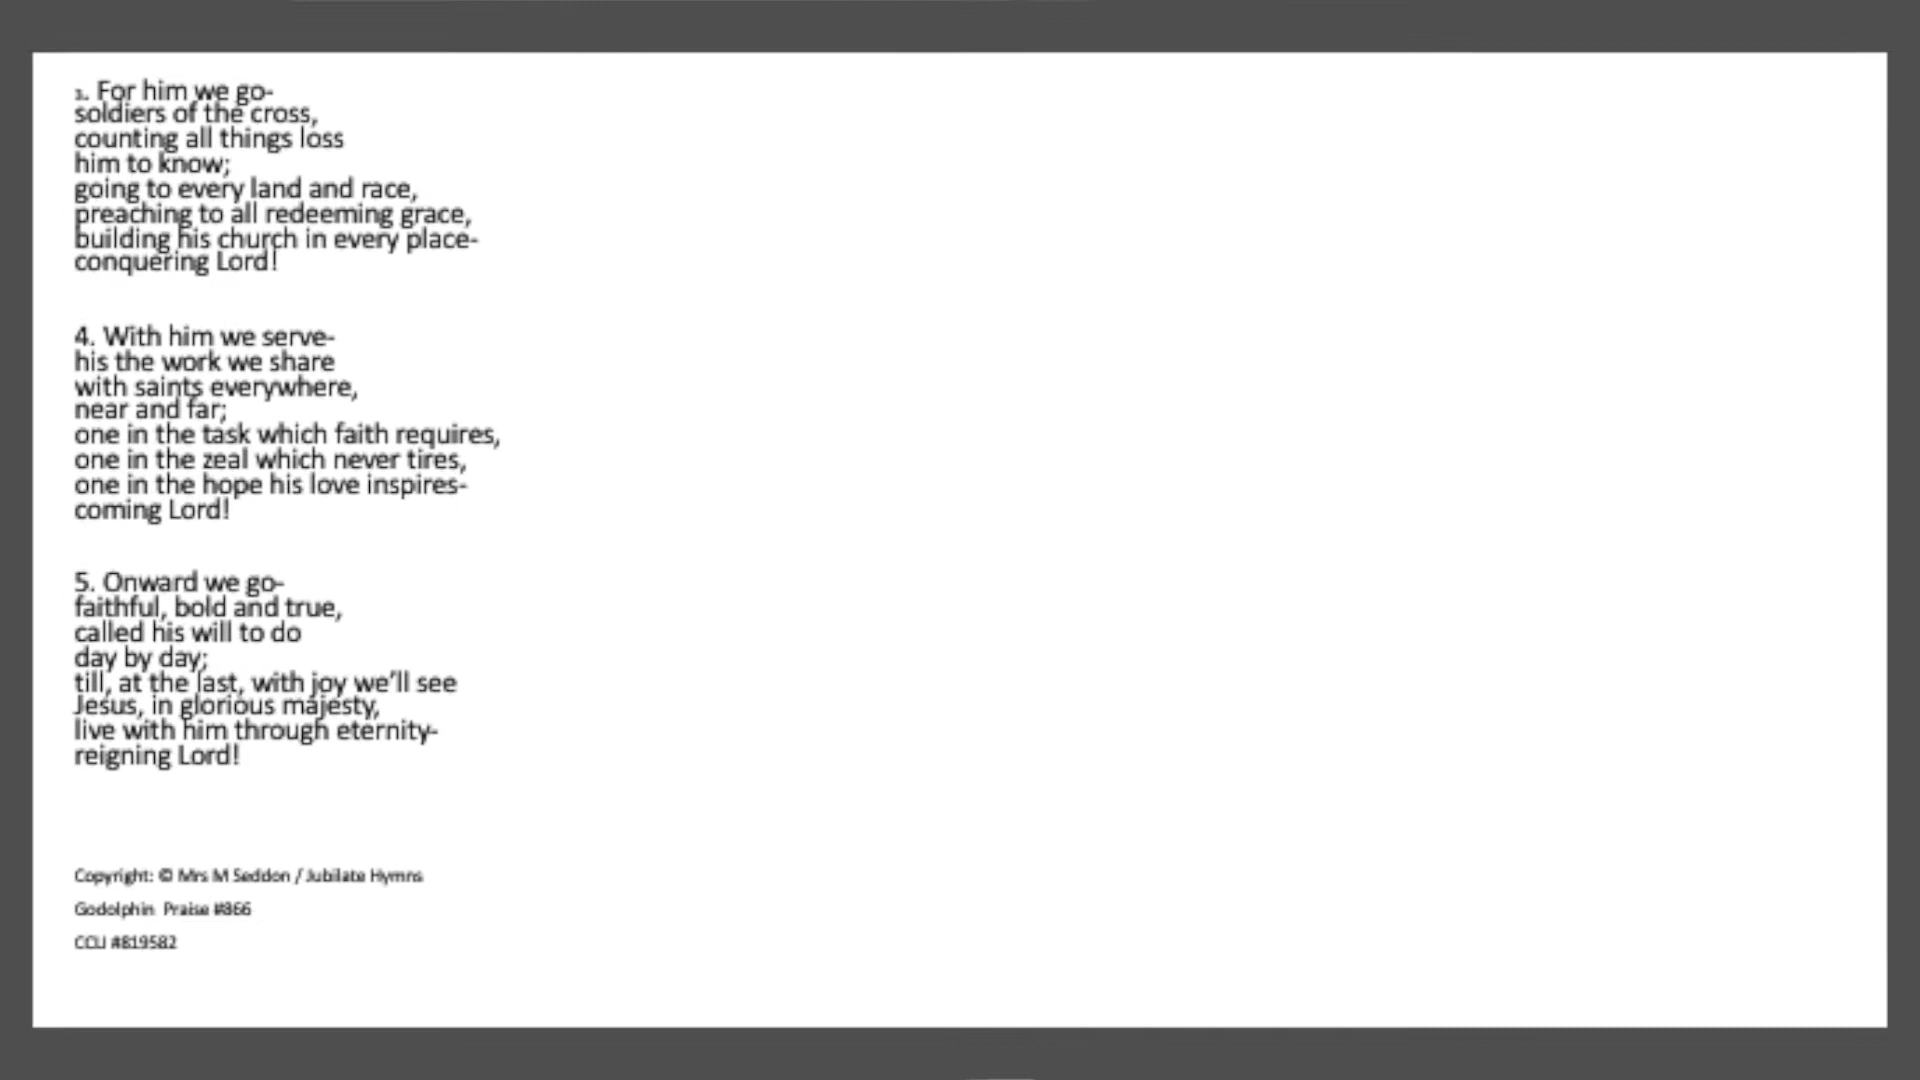 3. For him we go-
soldiers of the cross,
counting all things loss
him to know;
going to every land and race,
preaching to all redeeming grace,
building his church in every place-
conquering Lord!
4. With him we serve-
his the work we share
with saints everywhere,
near and far;
one in the task which faith requires,
one in the zeal which never tires,
one in the hope his love inspires-
coming Lord!
5. Onward we go-
faithful, bold and true,
called his will to do
day by day;
till, at the last, with joy we'll see
Jesus, in glorious majesty,
live with him through eternity-
reigning Lord!
Copyright: © Mrs M Seddon / Jubilate Hymns
Godolphin Praise #866
CCLI #819582